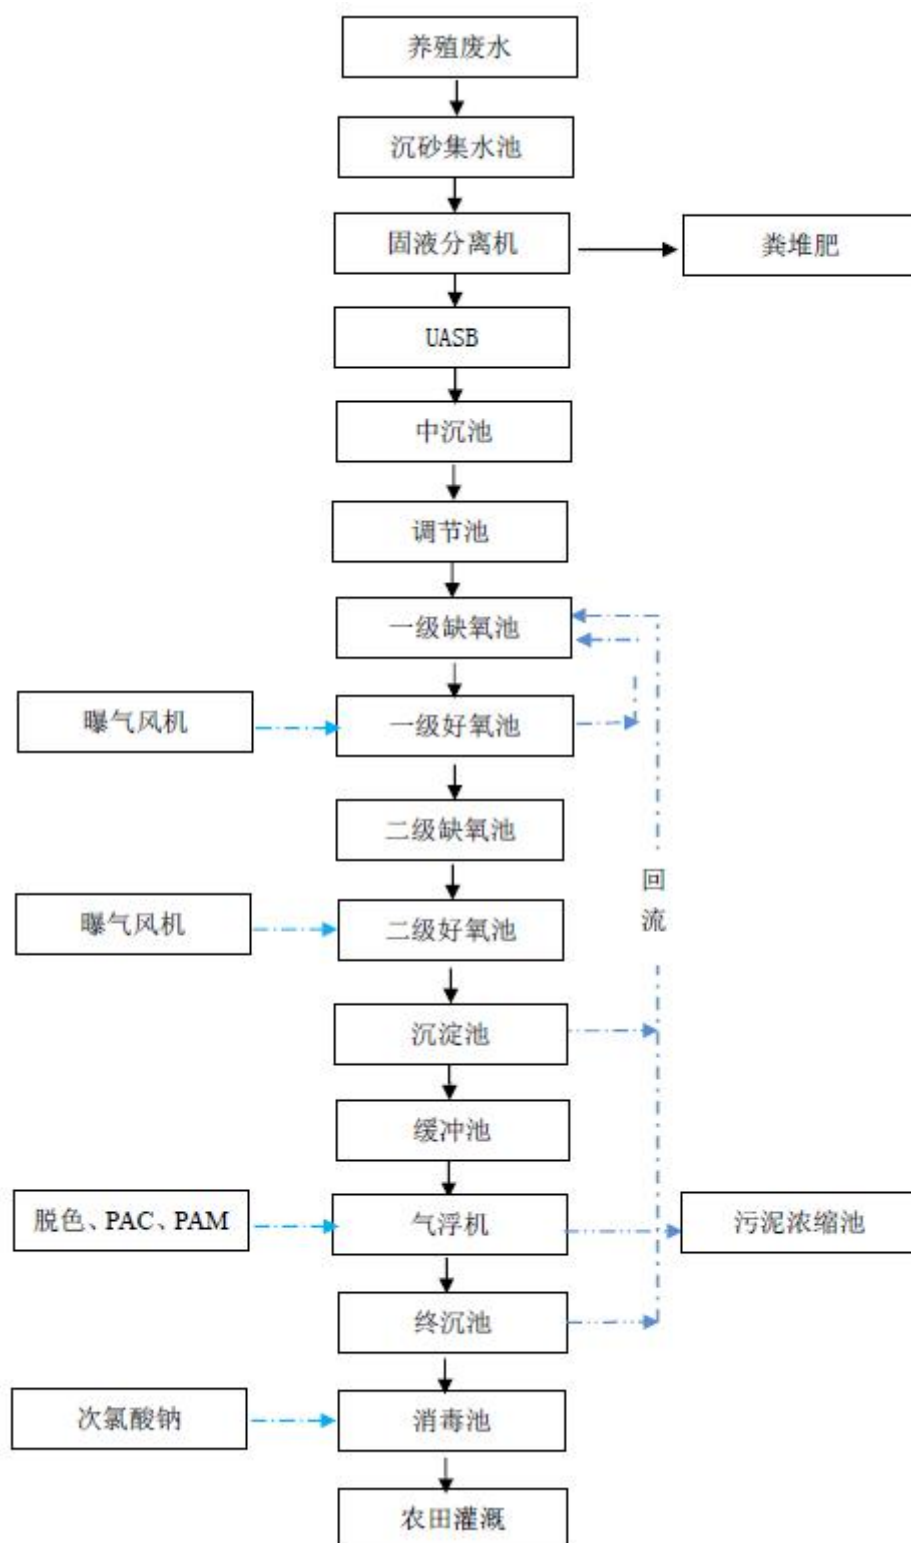 养殖废水
沉砂集水池
固液分离机
粪堆肥
UASB
中沉池
调节池
一级缺氧池
曝气风机
一级好氧池
二级缺氧池
回
流
曝气风机
二级好氧池
沉淀池
缓冲池
脱色、PAC、PAM
气浮机
污泥浓缩池
终沉池
次氯酸钠
消毒池
农田灌溉